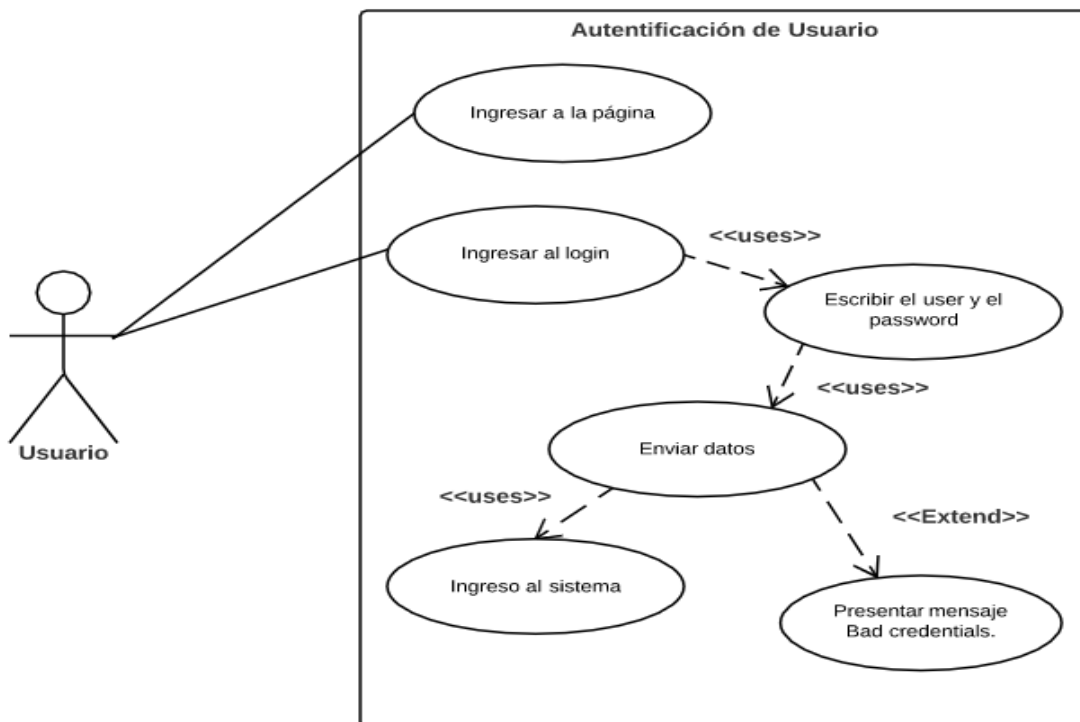 Autentificación de Usuario
Ingresar a la página
Ingresar al login
<<uses>>
Escribir el user y el
password
<<uses>>
Usuario
Enviar datos
<<uses>>
<<Extend>>
Ingreso al sistema
Presentar mensaje
Bad credentials.